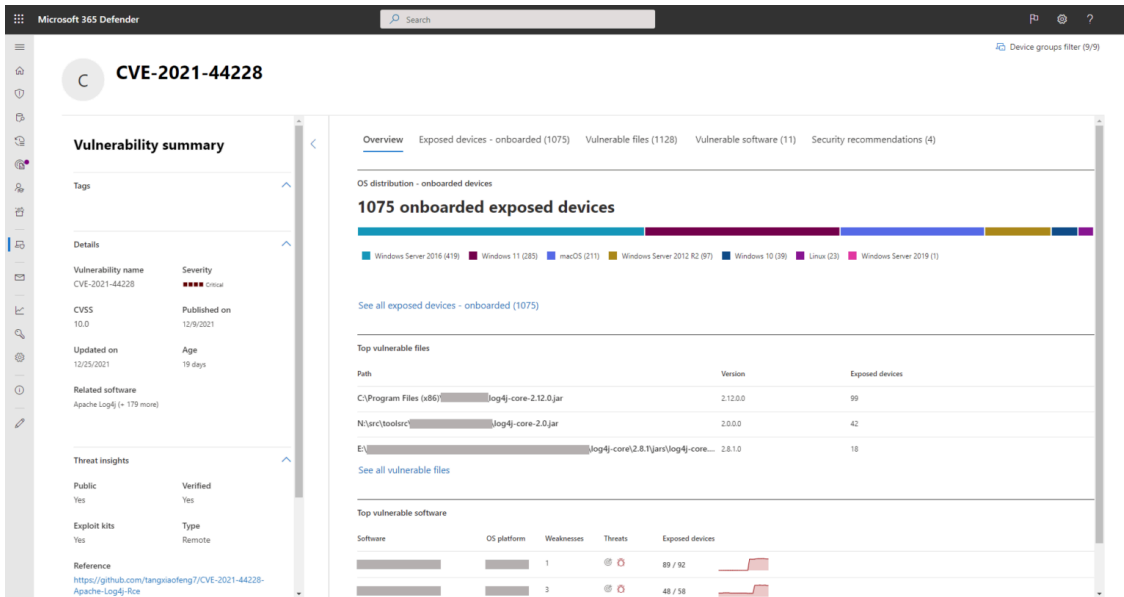 Microsoft 365 Defender
Search
Device groups filter (9/9)
C
CVE-2021-44228
Vulnerability summary
Tags
Details
Vulnerability name
Severity
CVE-2021-44228
Critical
CVSS
Published on
10.0
12/9/2021
Updated on
Age
12/25/2021
19 days
Related software
Apache Log4j (+ 179 more)
Threat insights
Public
Verified
Yes
Yes
Exploit kits
Type
Yes
Remote
Reference
https://github.com/tangxiaofeng7/CVE-2021-44228-
Apache-Log4j-Rce
Overview Exposed devices - onboarded (1075) Vulnerable files (1128) Vulnerable software (11) Security recommendations (4)
OS distribution - onboarded devices
1075 onboarded exposed devices
Windows Server 2016 (419) Windows 11 (285) macOS (211) Windows Server 2012 R2 (97) Windows 10 (39) Linux (23) Windows Server 2019 (1)
See all exposed devices - onboarded (1075)
Top vulnerable files
Path Version Exposed devices
C:\Program Files (x86)\ log4j-core-2.12.0.jar 2.12.0.0 99
N:\src\toolsrc\ \log4j-core-2.0.jar 2.0.0.0 42
E:\ \log4j-core\2.8.1\jars\log4j-core... 2.8.1.0 18
See all vulnerable files
Top vulnerable software
Software OS platform Weaknesses Threats Exposed devices
1 89 / 92
3 48 / 58